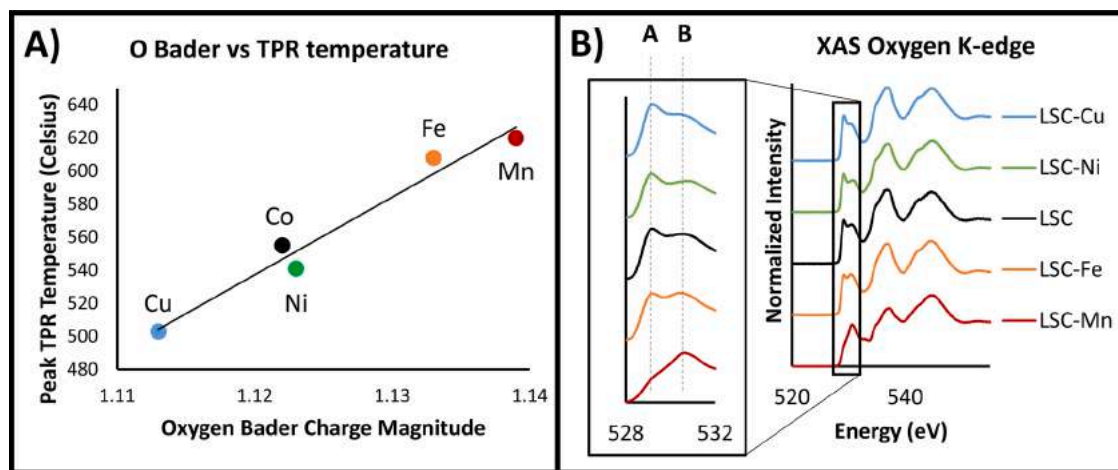 A)
O Bader vs TPR temperature
Peak TPR Temperature (Celsius)
640
620
600
580
560
540
520
500
480
Fe
Mn
Co
Ni
Cu
1.11
1.12
1.13
1.14
Oxygen Bader Charge Magnitude
B)
A
B
XAS Oxygen K-edge
Normalized Intensity
LSC-Cu
LSC-Ni
LSC
LSC-Fe
LSC-Mn
528
532
520
540
Energy (eV)